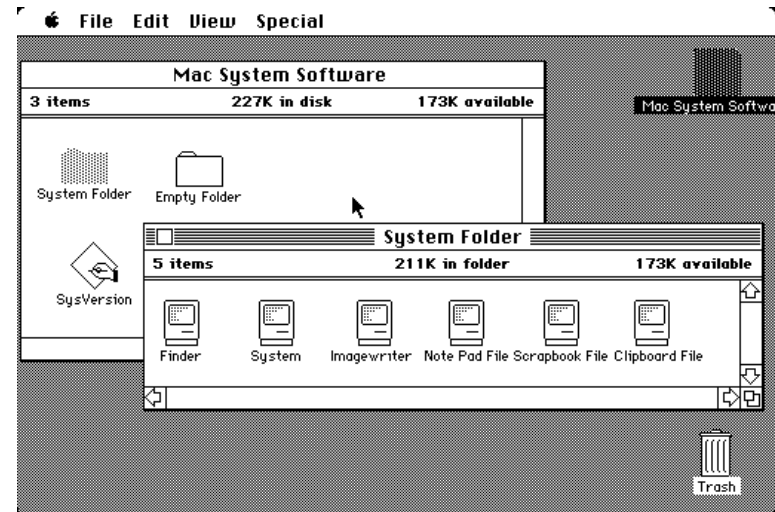 File Edit View Special
Mac System Software
3 items 227K in disk 173K available
Mac System Softwa
System Folder Empty Folder
SysVersion
System Folder
5 items 211K in folder 173K available
Finder System Imagewriter Note Pad File Scrapbook File Clipboard File
Trash